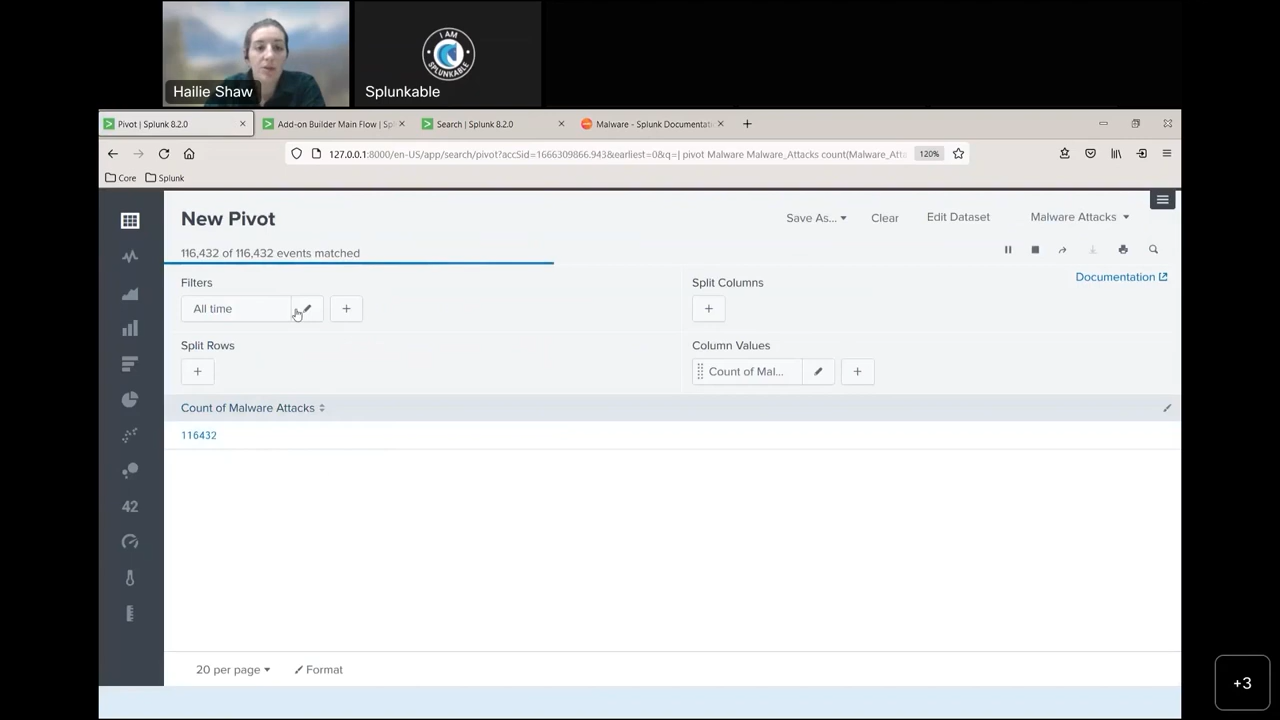 I AM
SPLUNKABLE
Hailie Shaw
Splunkable
Pivot | Splunk 8.2.0
Add-on Builder Main Flow | Sp
Search | Splunk 8.2.0
Malware - Splunk Documentati
127.0.0.1:8000/en-US/app/search/pivot?accSid=1666309866.943&earliest=0&q=| pivot Malware Malware_Attacks count(Malware_Atta
120%
Core
Splunk
New Pivot
Save As...
Clear
Edit Dataset
Malware Attacks
116,432 of 116,432 events matched
Documentation
Filters
Split Columns
All time
Split Rows
Column Values
Count of Mal...
Count of Malware Attacks
116432
42
20 per page
Format
+3